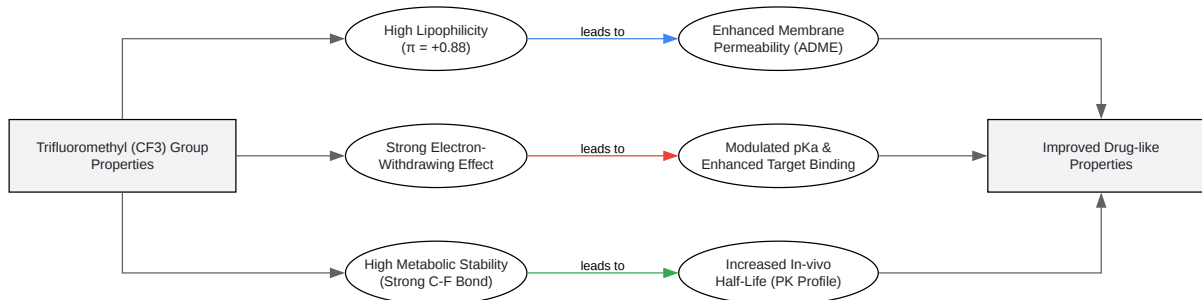 High Lipophilicity
(π = +0.88)
leads to
Enhanced Membrane
Permeability (ADME)
Trifluoromethyl (CF3) Group
Properties
Strong Electron-
Withdrawing Effect
leads to
Modulated pKa &
Enhanced Target Binding
Improved Drug-like
Properties
High Metabolic Stability
(Strong C-F Bond)
leads to
Increased In-vivo
Half-Life (PK Profile)